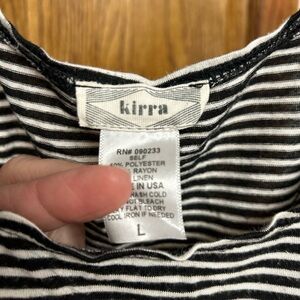 kirra
RN# 090233
SELF
% POLYESTER
RAYON
LINEN
IN USA
ASH COLD
NOT BLEACH
FLAT TO DRY
COOL IRON IF NEEDED
L